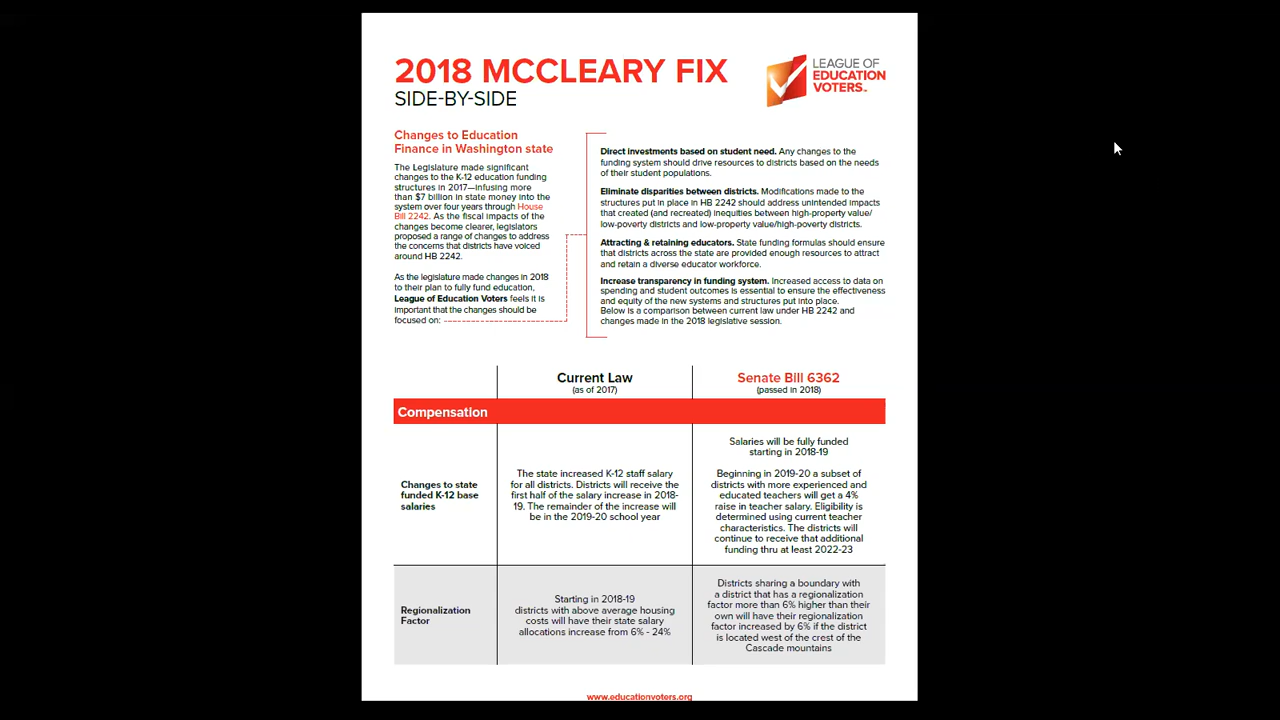 2018 MCCLEARY FIX
SIDE-BY-SIDE
LEAGUE OF
EDUCATION
VOTERS™
Changes to Education
Finance in Washington state
The Legislature made significant
changes to the K-12 education funding
structures in 2017—infusing more
than $7 billion in state money into the
system over four years through House
Bill 2242. As the fiscal impacts of the
changes become clearer, legislators
proposed a range of changes to address
the concerns that districts have voiced
around HB 2242.
As the legislature made changes in 2018
to their plan to fully fund education,
League of Education Voters feels it is
important that the changes should be
focused on:
Direct investments based on student need. Any changes to the
funding system should drive resources to districts based on the needs
of their student populations.
Eliminate disparities between districts. Modifications made to the
structures put in place in HB 2242 should address unintended impacts
that created (and recreated) inequities between high-property value/
low-poverty districts and low-property value/high-poverty districts.
Attracting & retaining educators. State funding formulas should ensure
that districts across the state are provided enough resources to attract
and retain a diverse educator workforce.
Increase transparency in funding system. Increased access to data on
spending and student outcomes is essential to ensure the effectiveness
and equity of the new systems and structures put into place.
Below is a comparison between current law under HB 2242 and
changes made in the 2018 legislative session.
Current Law
(as of 2017)
Senate Bill 6362
(passed in 2018)
Compensation
Changes to state
funded K-12 base
salaries
The state increased K-12 staff salary
for all districts. Districts will receive the
first half of the salary increase in 2018-
19. The remainder of the increase will
be in the 2019-20 school year
Salaries will be fully funded
starting in 2018-19
Beginning in 2019-20 a subset of
districts with more experienced and
educated teachers will get a 4%
raise in teacher salary. Eligibility is
determined using current teacher
characteristics. The districts will
continue to receive that additional
funding thru at least 2022-23
Regionalization
Factor
Starting in 2018-19
districts with above average housing
costs will have their state salary
allocations increase from 6% - 24%
Districts sharing a boundary with
a district that has a regionalization
factor more than 6% higher than their
own will have their regionalization
factor increased by 6% if the district
is located west of the crest of the
Cascade mountains
www.educationvoters.org